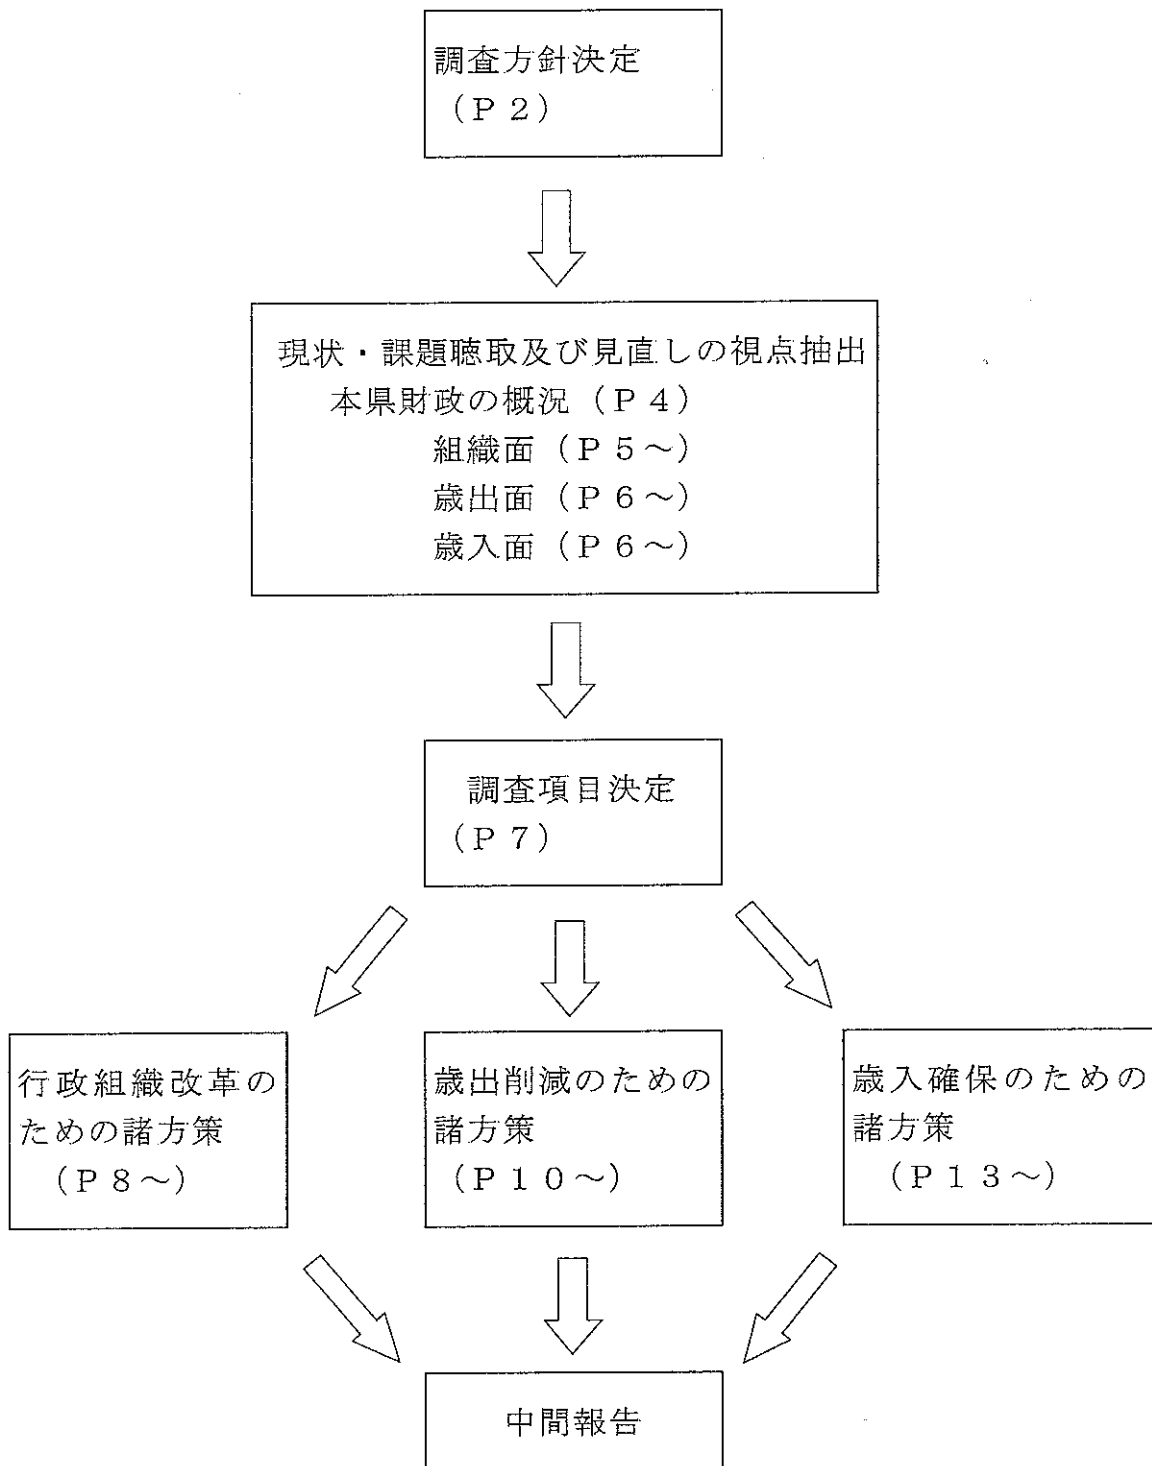 調査方針決定
(P2)
現状・課題聴取及び見直しの視点抽出
本県財政の概況(P4)
組織面(P5～)
歳出面(P6～)
歳入面(P6～)
調査項目決定
(P7)
行政組織改革の
ための諸方策
(P8～)
歳出削減のための
諸方策
(P10～)
歳入確保のための
諸方策
(P13～)
中間報告